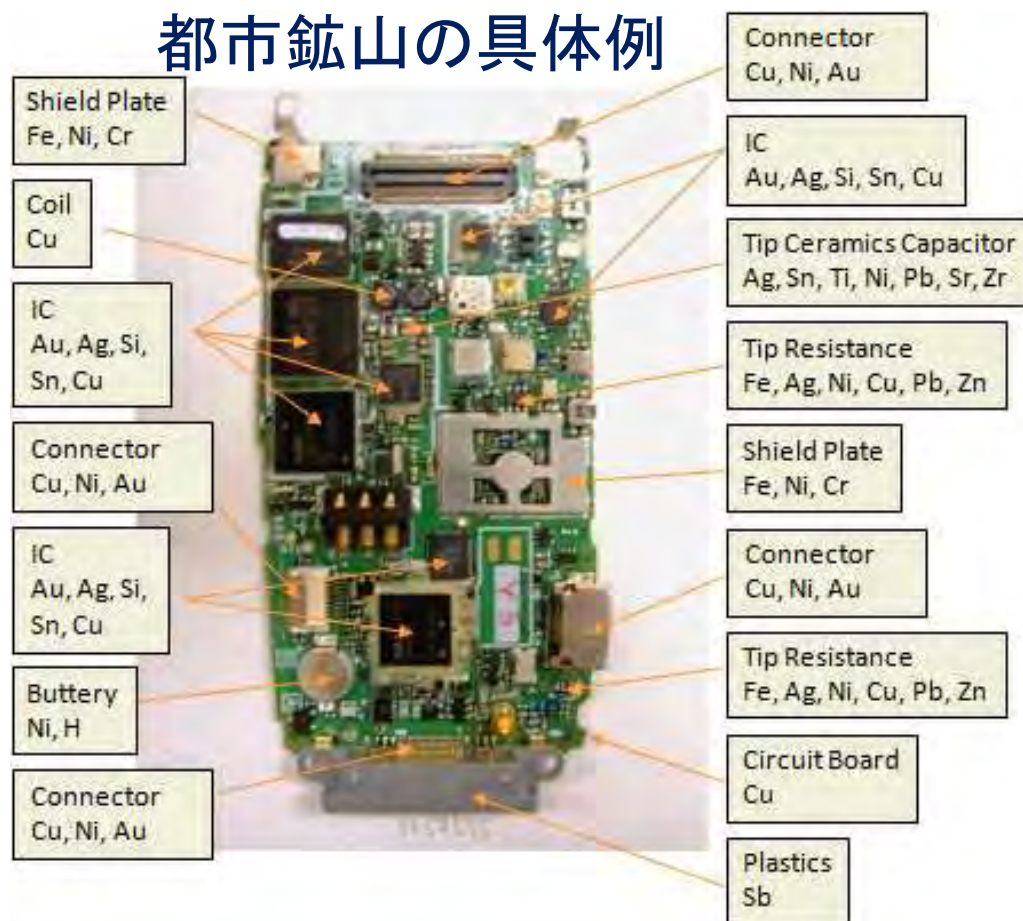 都市鉱山の具体例
Shield Plate
Fe, Ni, Cr
Coil
Cu
IC
Au, Ag, Si,
Sn, Cu
Connector
Cu, Ni, Au
IC
Au, Ag, Si,
Sn, Cu
Buttery
Ni, H
Connector
Cu, Ni, Au
Connector
Cu, Ni, Au
IC
Au, Ag, Si, Sn, Cu
Tip Ceramics Capacitor
Ag, Sn, Ti, Ni, Pb, Sr, Zr
Tip Resistance
Fe, Ag, Ni, Cu, Pb, Zn
Shield Plate
Fe, Ni, Cr
Connector
Cu, Ni, Au
Tip Resistance
Fe, Ag, Ni, Cu, Pb, Zn
Circuit Board
Cu
Plastics
Sb